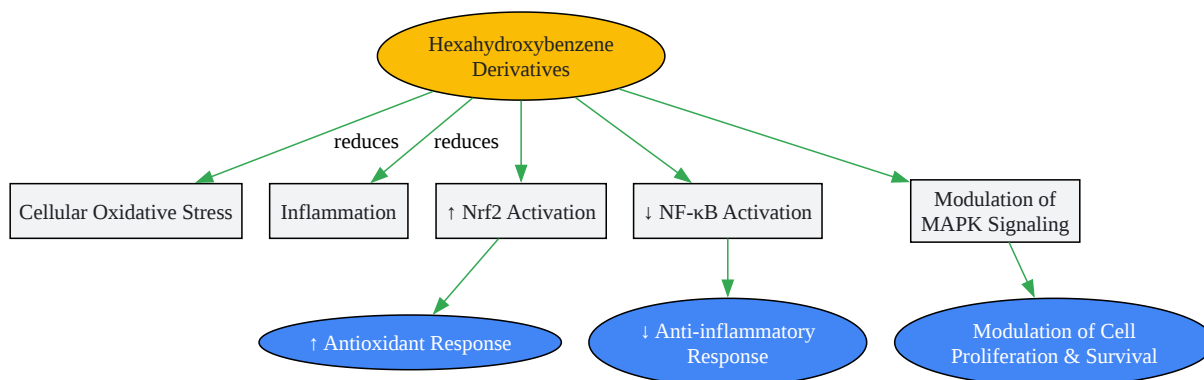 Hexahydroxybenzene
Derivatives
reduces
reduces
Cellular Oxidative Stress
Inflammation
↑ Nrf2 Activation
↓ NF-κB Activation
Modulation of
MAPK Signaling
↑ Antioxidant Response
↓ Anti-inflammatory
Response
Modulation of Cell
Proliferation & Survival